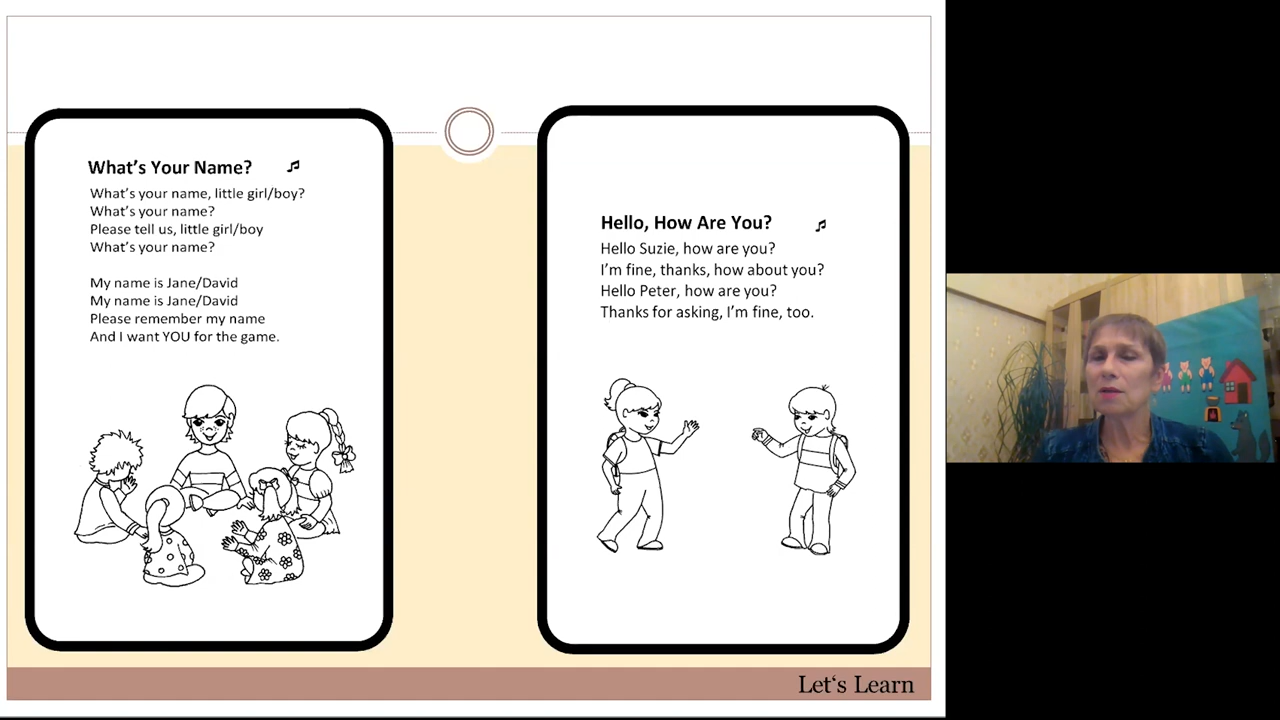 What's Your Name?
What's your name, little girl/boy?
What's your name?
Please tell us, little girl/boy
What's your name?
My name is Jane/David
My name is Jane/David
Please remember my name
And I want YOU for the game.
Hello, How Are You?
Hello Suzie, how are you?
I'm fine, thanks, how about you?
Hello Peter, how are you?
Thanks for asking, I'm fine, too.
Let's Learn